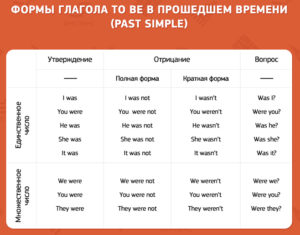 ФОРМЫ ГЛАГОЛА TO BE В ПРОШЕДШЕМ ВРЕМЕНИ
(PAST SIMPLE)
Утверждение Отрицание Вопрос
—— Полная форма Краткая форма ——
Единственное число
I was I was not I wasn't Was I?
You were You were not You weren't Were you?
He was He was not He wasn't Was he?
She was She was not She wasn't Was she?
It was It was not It wasn't Was it?
Множественное число
We were We were not We weren't Were we?
You were You were not You weren't Were you?
They were They were not They weren't Were they?